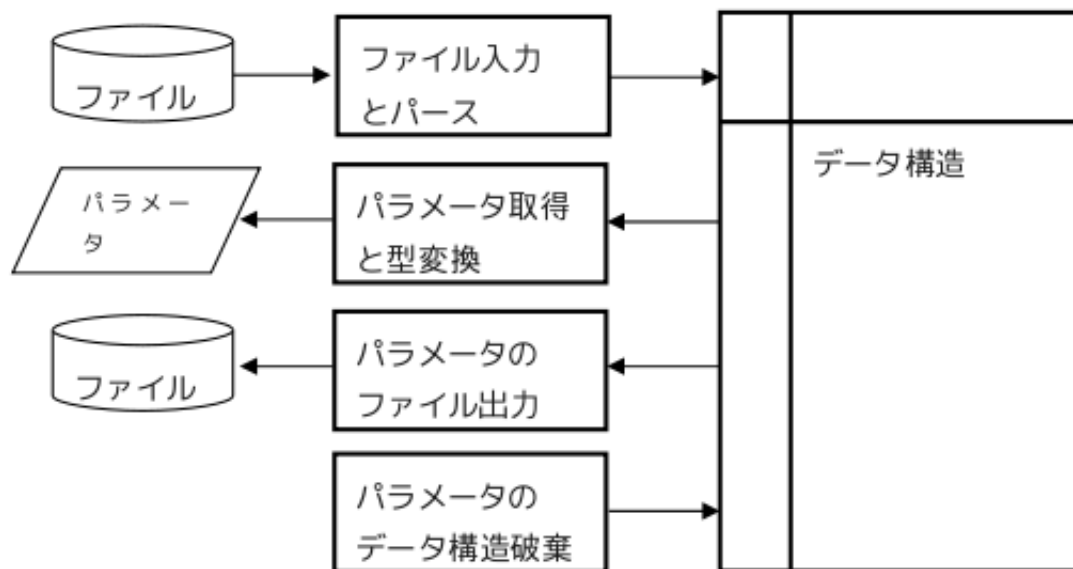 ファイル
ファイル入力
とパース
データ構造
パラメー
タ
パラメータ取得
と型変換
ファイル
パラメータの
ファイル出力
パラメータの
データ構造破棄